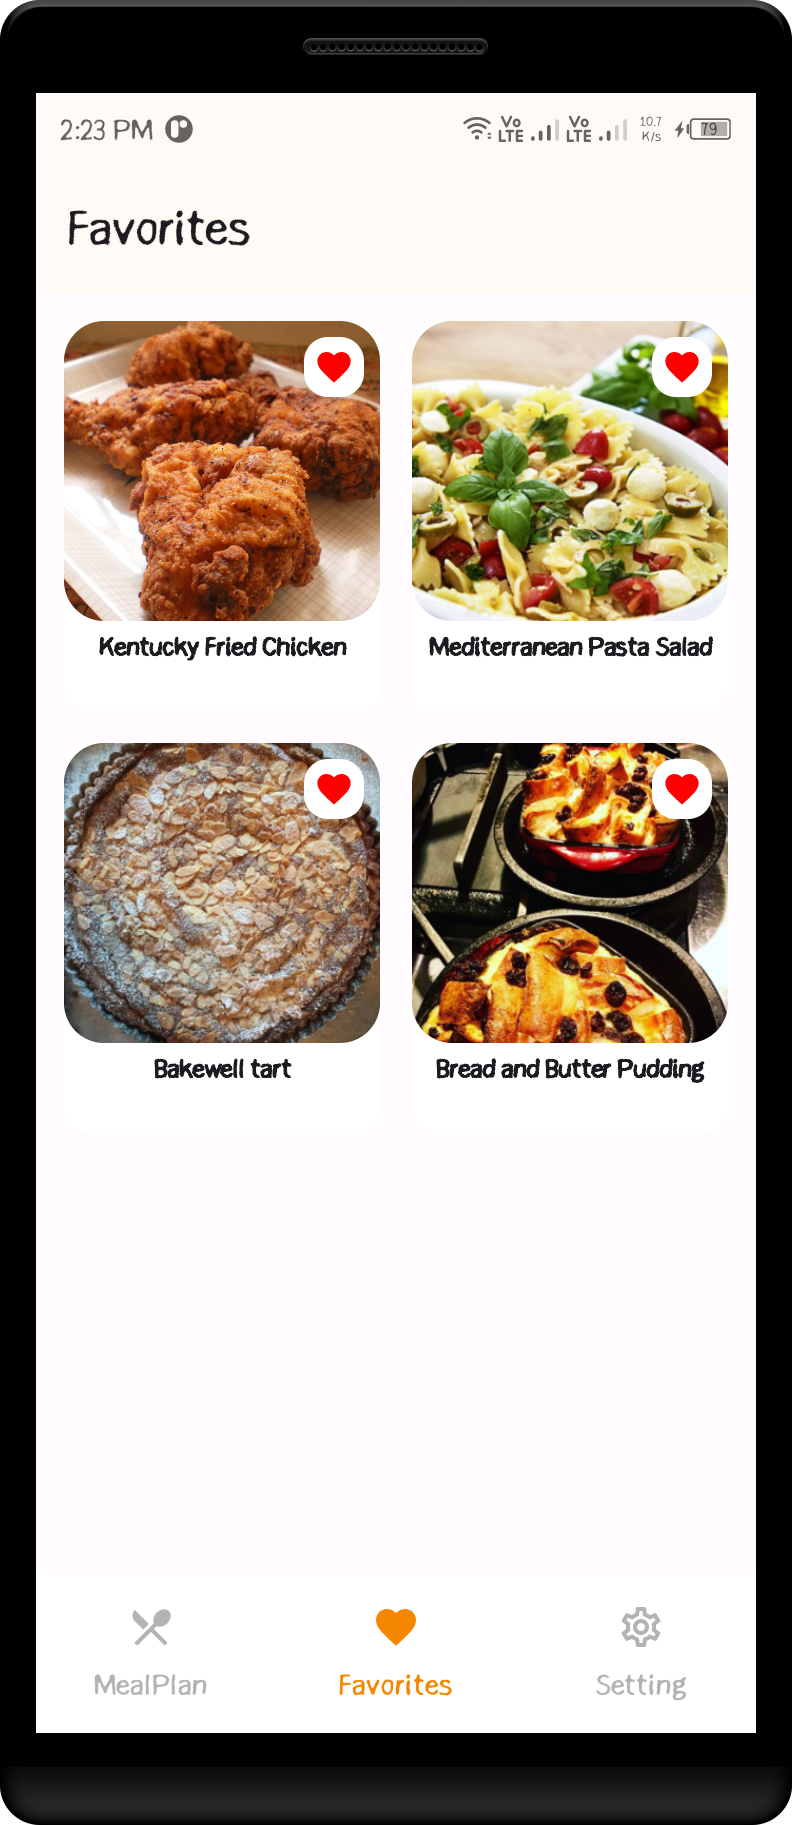 2:23 PM
Vo LTE Vo LTE 10.7 K/s 79
Favorites
Kentucky Fried Chicken
Mediterranean Pasta Salad
Bakewell tart
Bread and Butter Pudding
MealPlan
Favorites
Setting